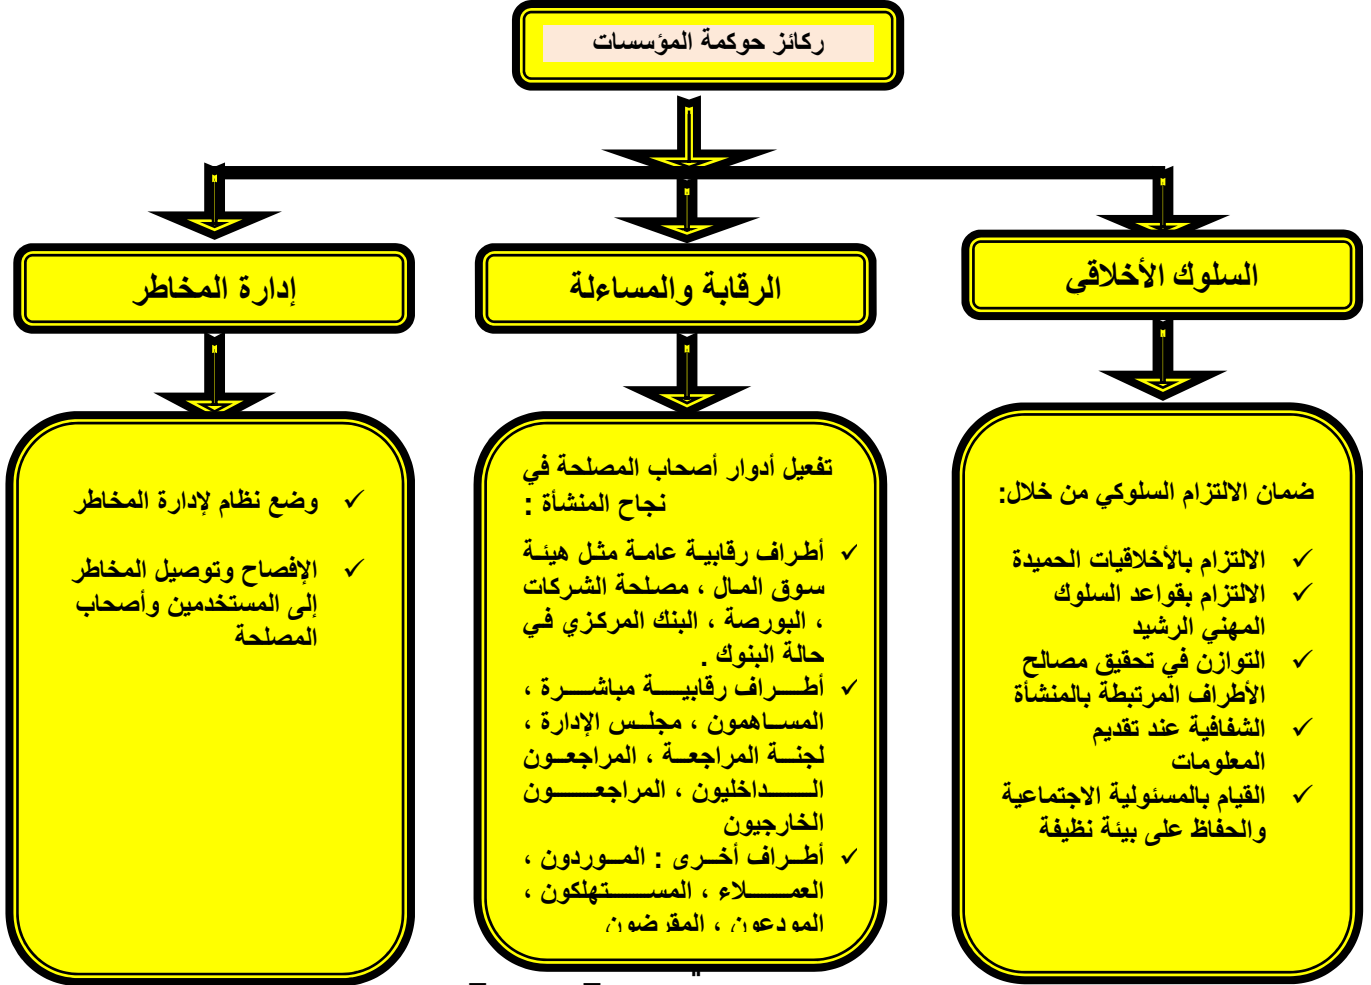 ركائز حوكمة المؤسسات
السلوك الأخلاقي
الرقابة والمساءلة
إدارة المخاطر
ضمان الالتزام السلوكي من خلال:
✓ الالتزام بالأخلاقيات الحميدة
✓ الالتزام بقواعد السلوك
المهني الرشيد
✓ التوازن في تحقيق مصالح
الأطراف المرتبطة بالمنشأة
✓ الشفافية عند تقديم
المعلومات
✓ القيام بالمسئولية الاجتماعية
والحفاظ على بيئة نظيفة
تفعيل أدوار أصحاب المصلحة في
نجاح المنشأة :
✓ أطراف رقابية عامة مثل هيئة
سوق المال ، مصلحة الشركات
، البورصة ، البنك المركزي في
حالة البنوك .
✓ أطراف رقابية مباشرة ،
المساهمون ، مجلس الإدارة ،
لجنة المراجعة ، المراجعون
الداخليون ، المراجعون
الخارجيون
✓ أطراف أخرى : الموردون ،
العملاء ، المستهلكون ،
المودعون ، المقرضون
✓ وضع نظام لإدارة المخاطر
✓ الإفصاح وتوصيل المخاطر
إلى المستخدمين وأصحاب
المصلحة